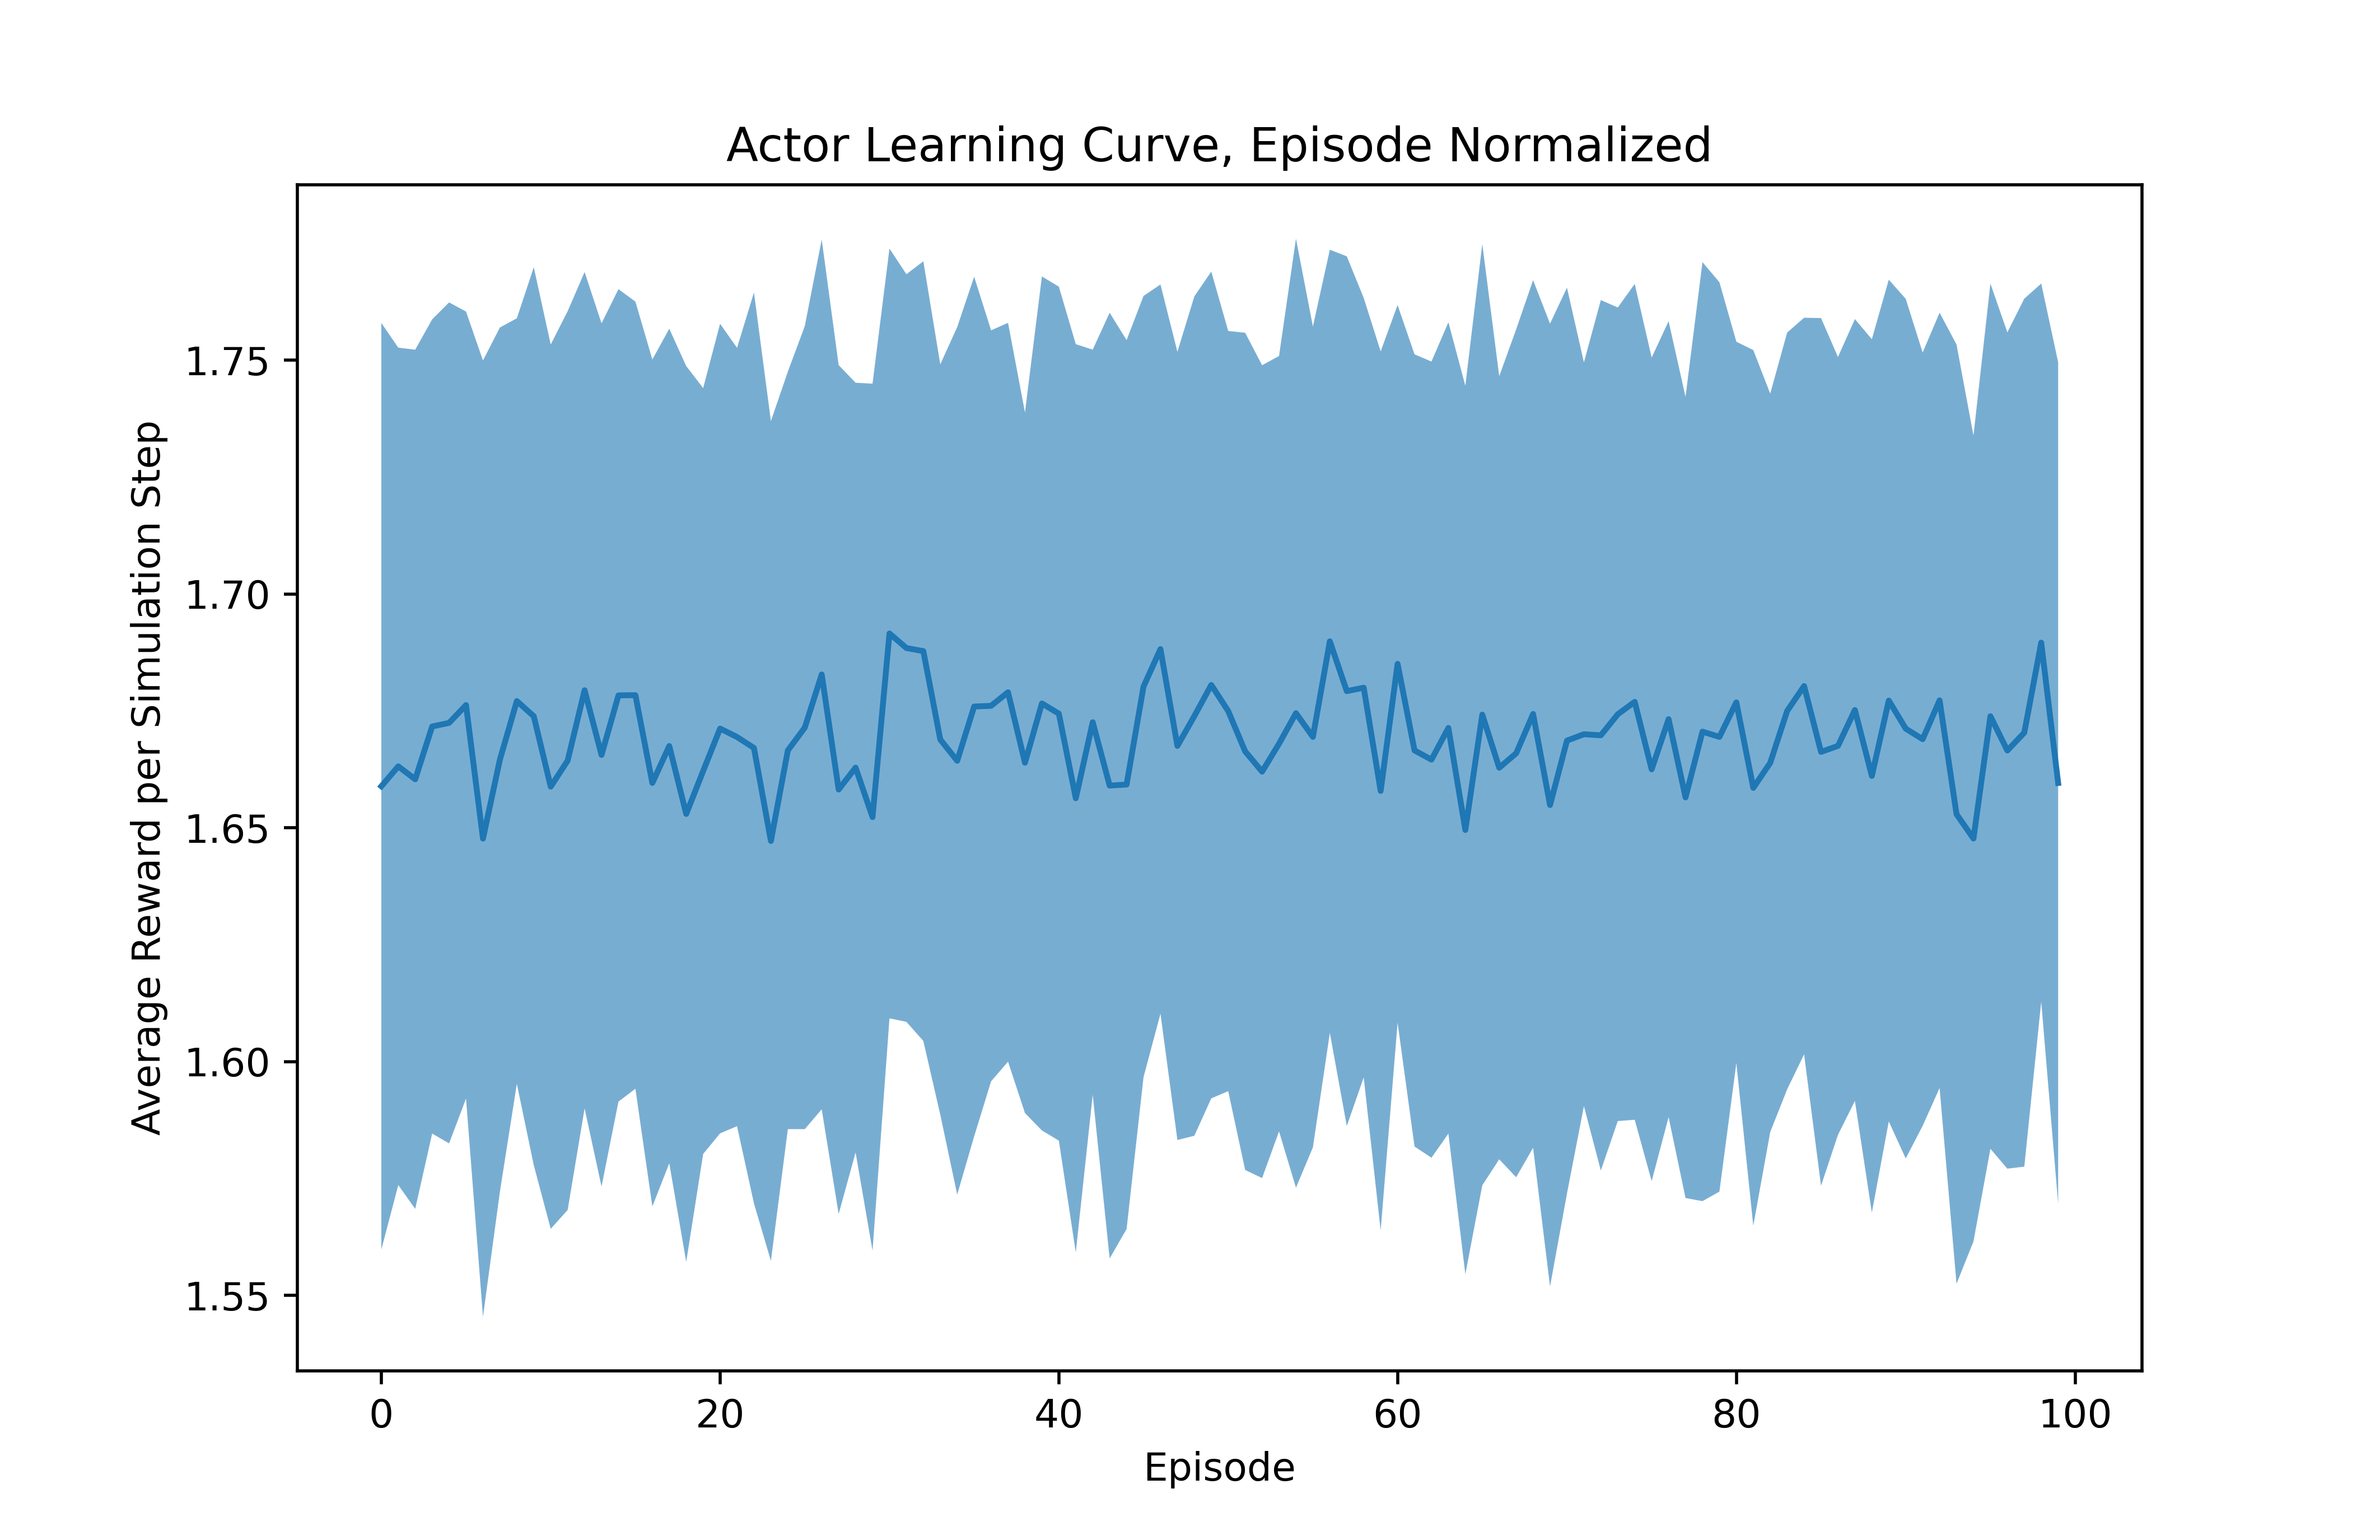 Actor Learning Curve, Episode Normalized
Average Reward per Simulation Step
1.75
1.70
1.65
1.60
1.55
0 20 40 60 80 100
Episode